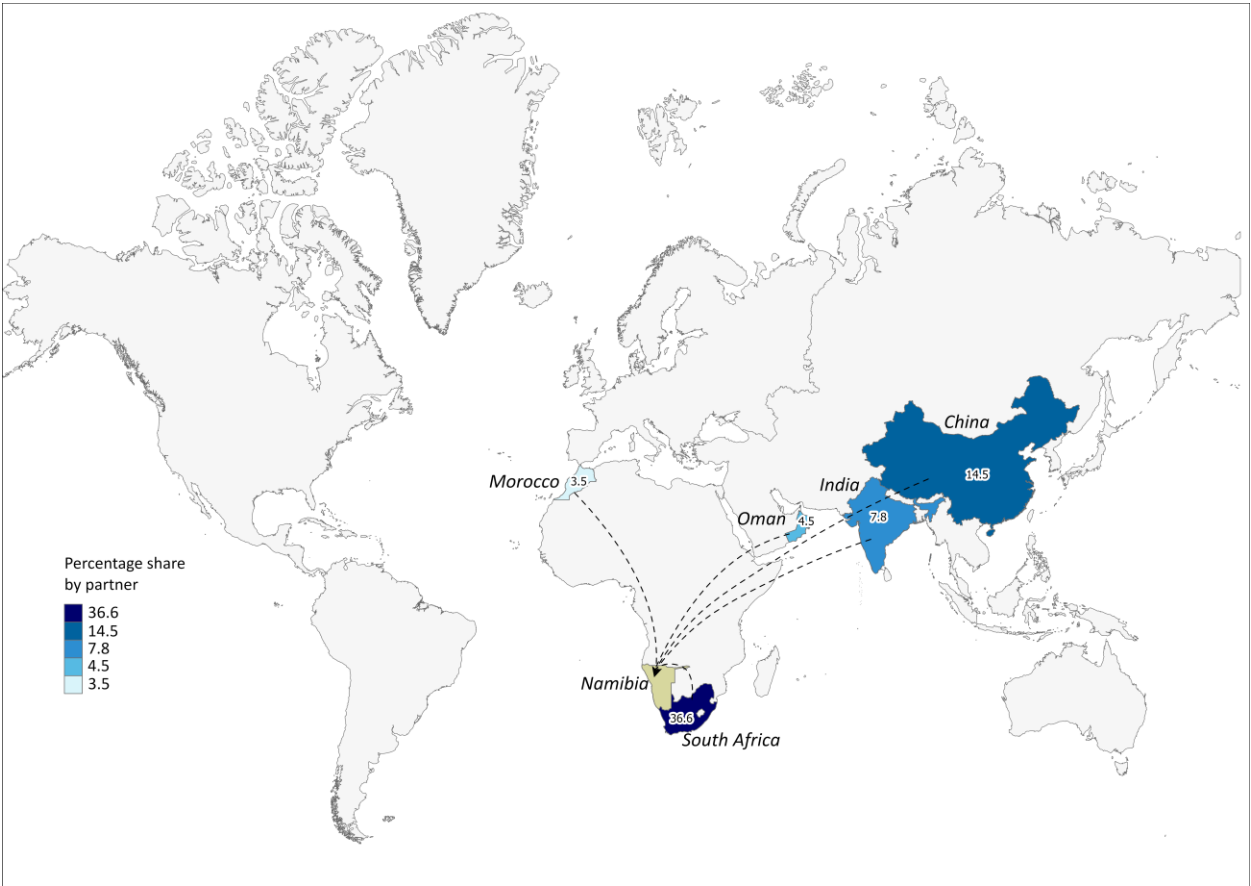 China
14.5
Morocco
3.5
India
7.8
Oman
4.5
Percentage share
by partner
36.6
14.5
7.8
4.5
3.5
Namibia
36.6
South Africa